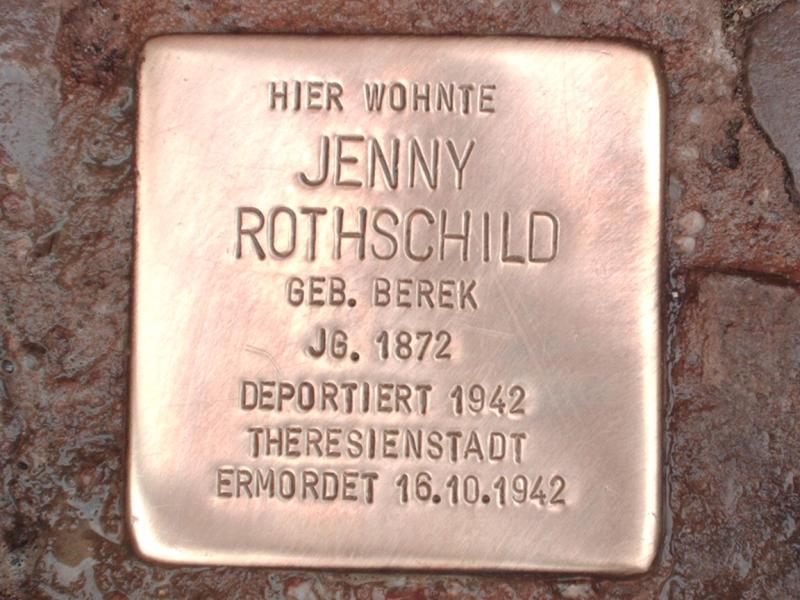 HIER WOHNTE
JENNY
ROTHSCHILD
GEB. BEREK
JG. 1872
DEPORTIERT 1942
THERESIENSTADT
ERMORDET 16.10.1942